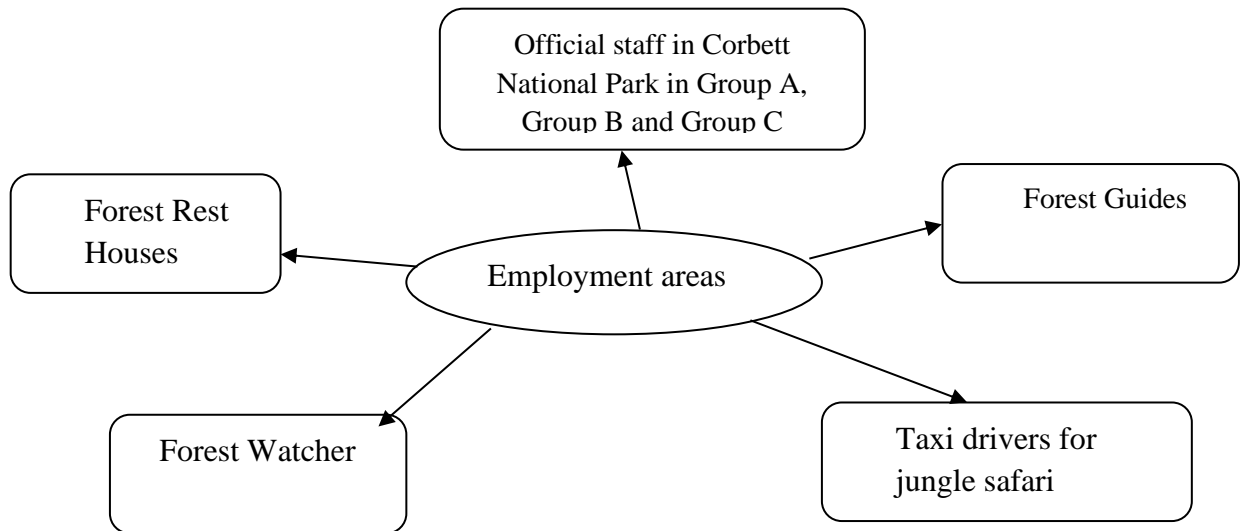 Official staff in Corbett
National Park in Group A,
Group B and Group C
Forest Rest
Houses
Forest Guides
Employment areas
Forest Watcher
Taxi drivers for
jungle safari